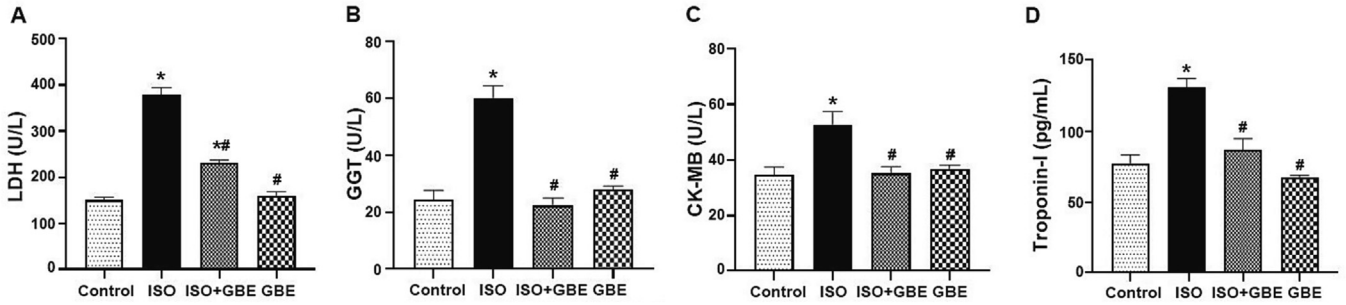 A
LDH (U/L)
500
400
300
200
150
100
0
*
*#
#
Control ISO ISO+GBE GBE
B
GGT (U/L)
80
60
40
20
0
*
#
#
Control ISO ISO+GBE GBE
C
CK-MB (U/L)
80
60
40
20
0
*
#
#
Control ISO ISO+GBE GBE
D
Troponin-I (pg/mL)
150
100
50
0
*
#
#
Control ISO ISO+GBE GBE